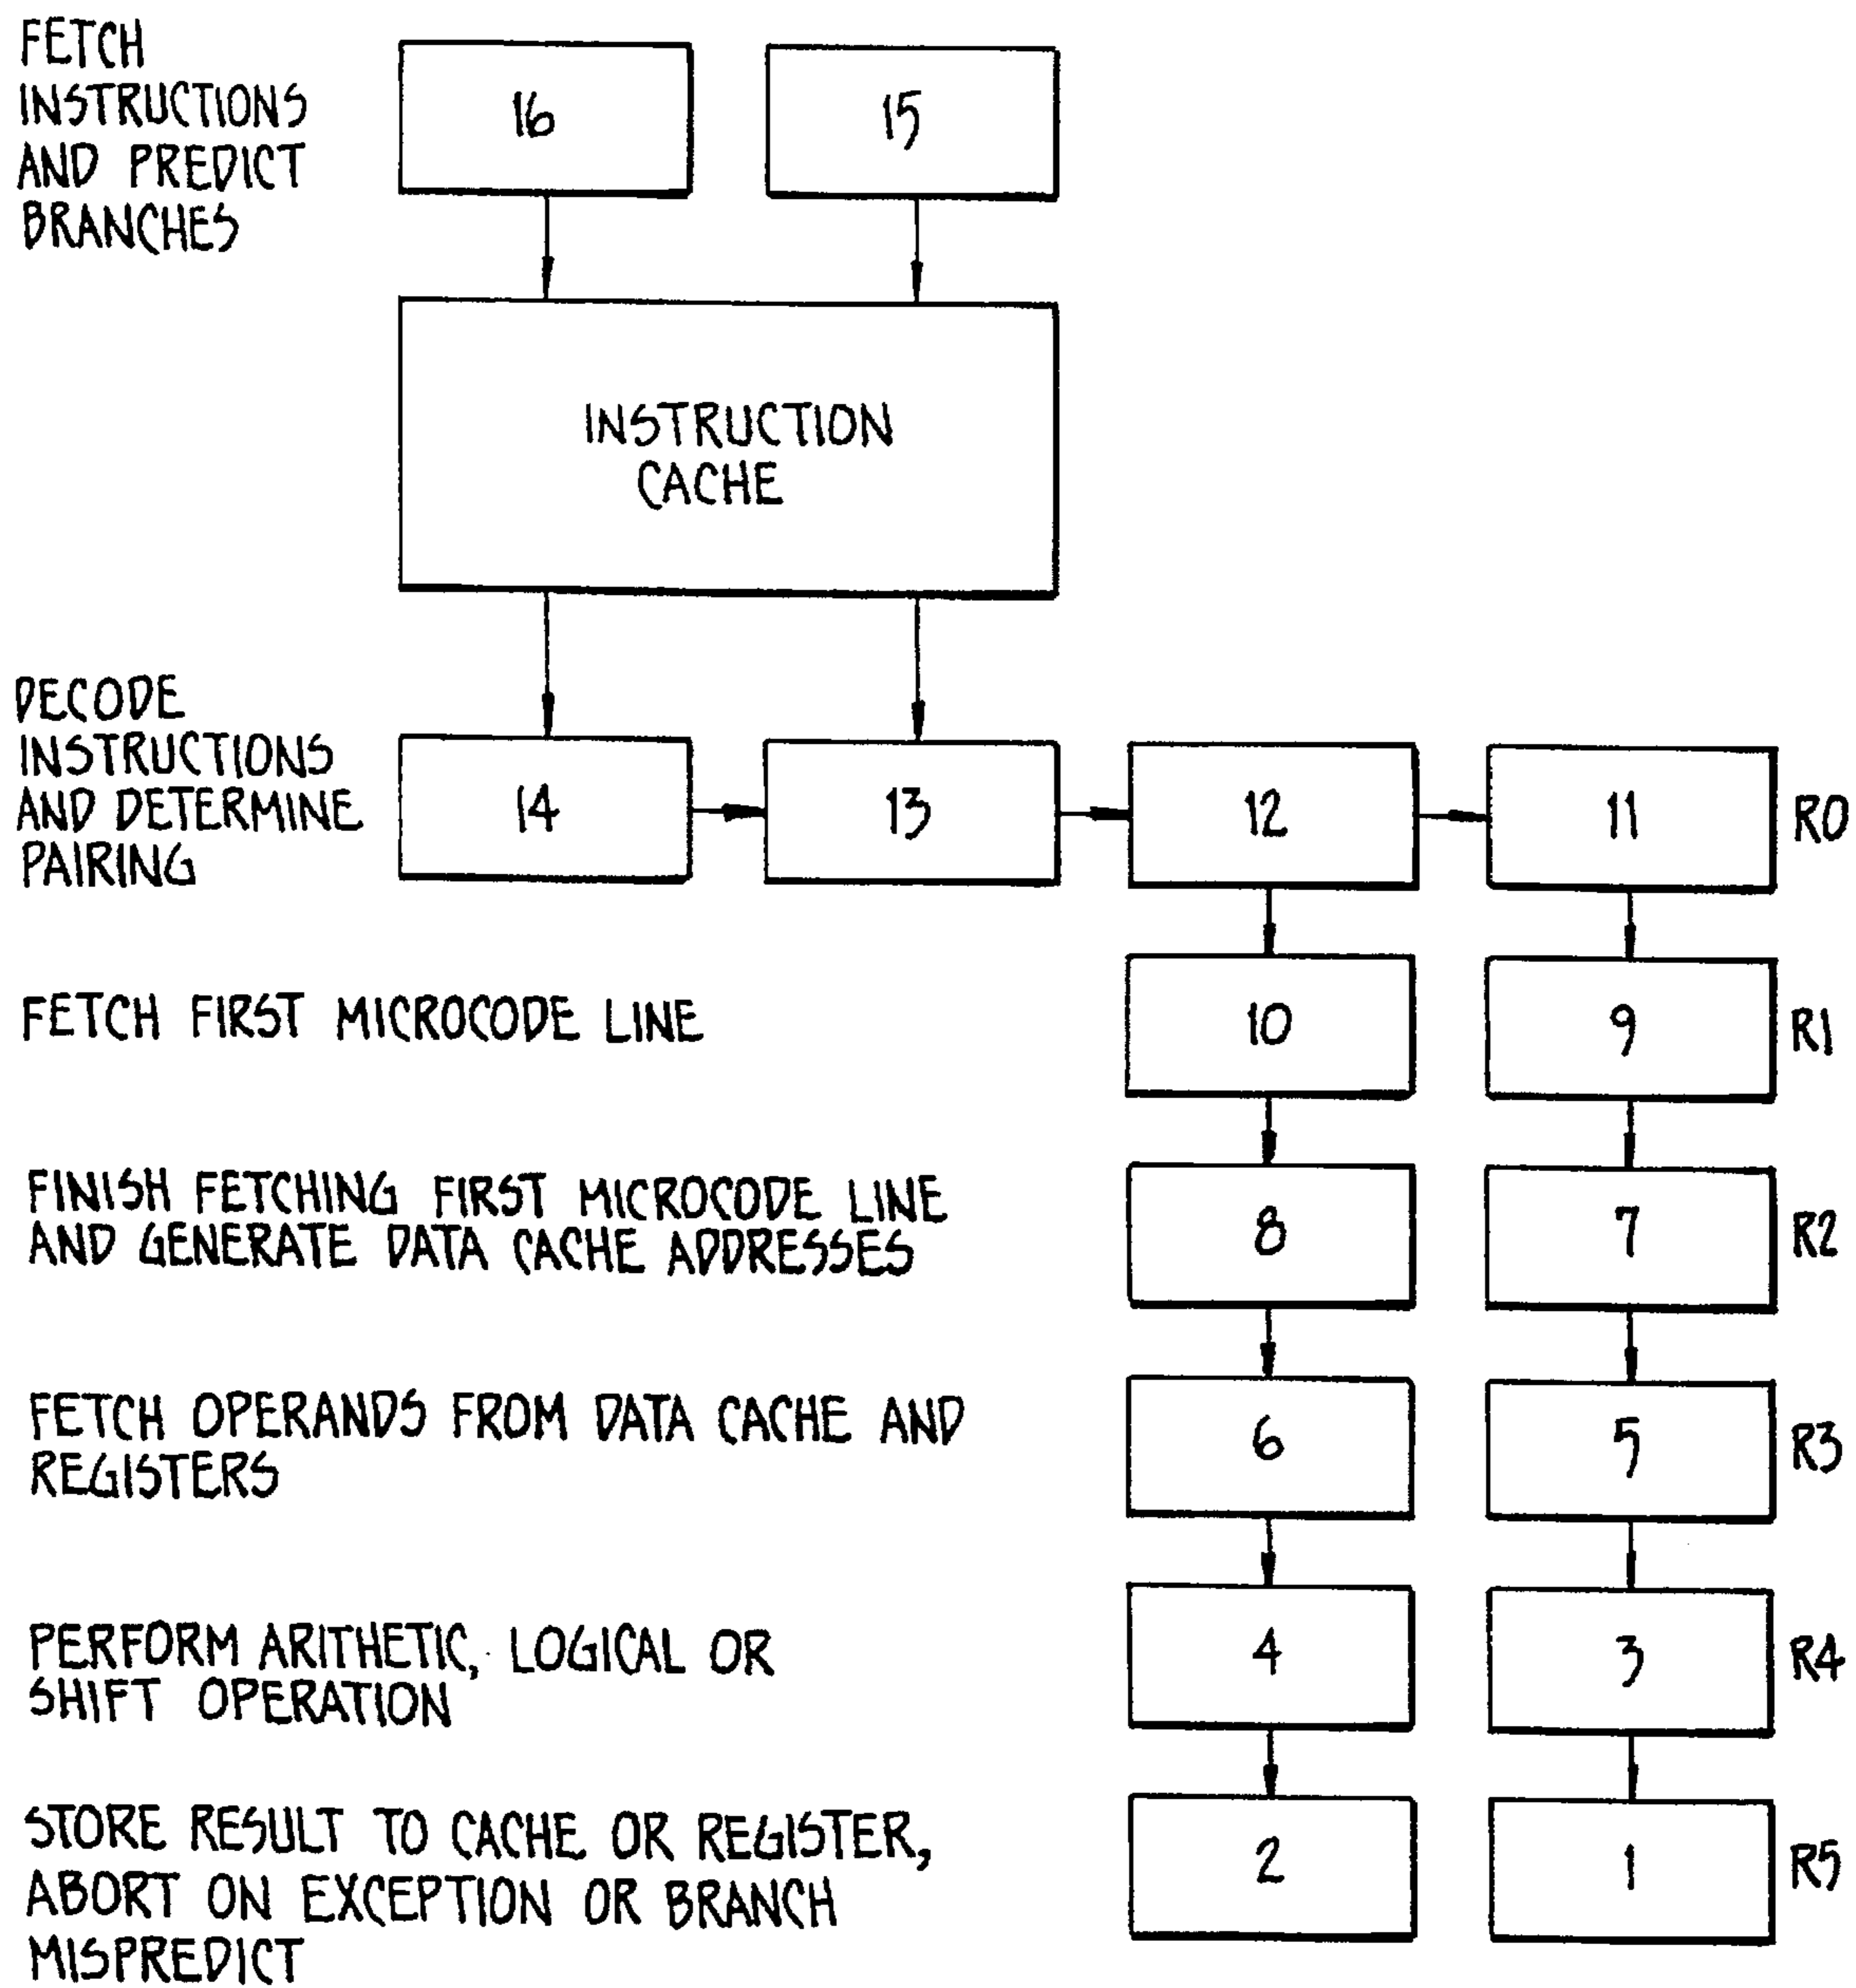 FETCH
INSTRUCTIONS
AND PREDICT
BRANCHES
16
15
INSTRUCTION
CACHE
DECODE
INSTRUCTIONS
AND DETERMINE
PAIRING
14
13
12
11
R0
FETCH FIRST MICROCODE LINE
10
9
R1
FINISH FETCHING FIRST MICROCODE LINE
AND GENERATE DATA CACHE ADDRESSES
8
7
R2
FETCH OPERANDS FROM DATA CACHE AND
REGISTERS
6
5
R3
PERFORM ARITHETIC, LOGICAL OR
SHIFT OPERATION
4
3
R4
STORE RESULT TO CACHE OR REGISTER,
ABORT ON EXCEPTION OR BRANCH
MISPREDICT
2
1
R5